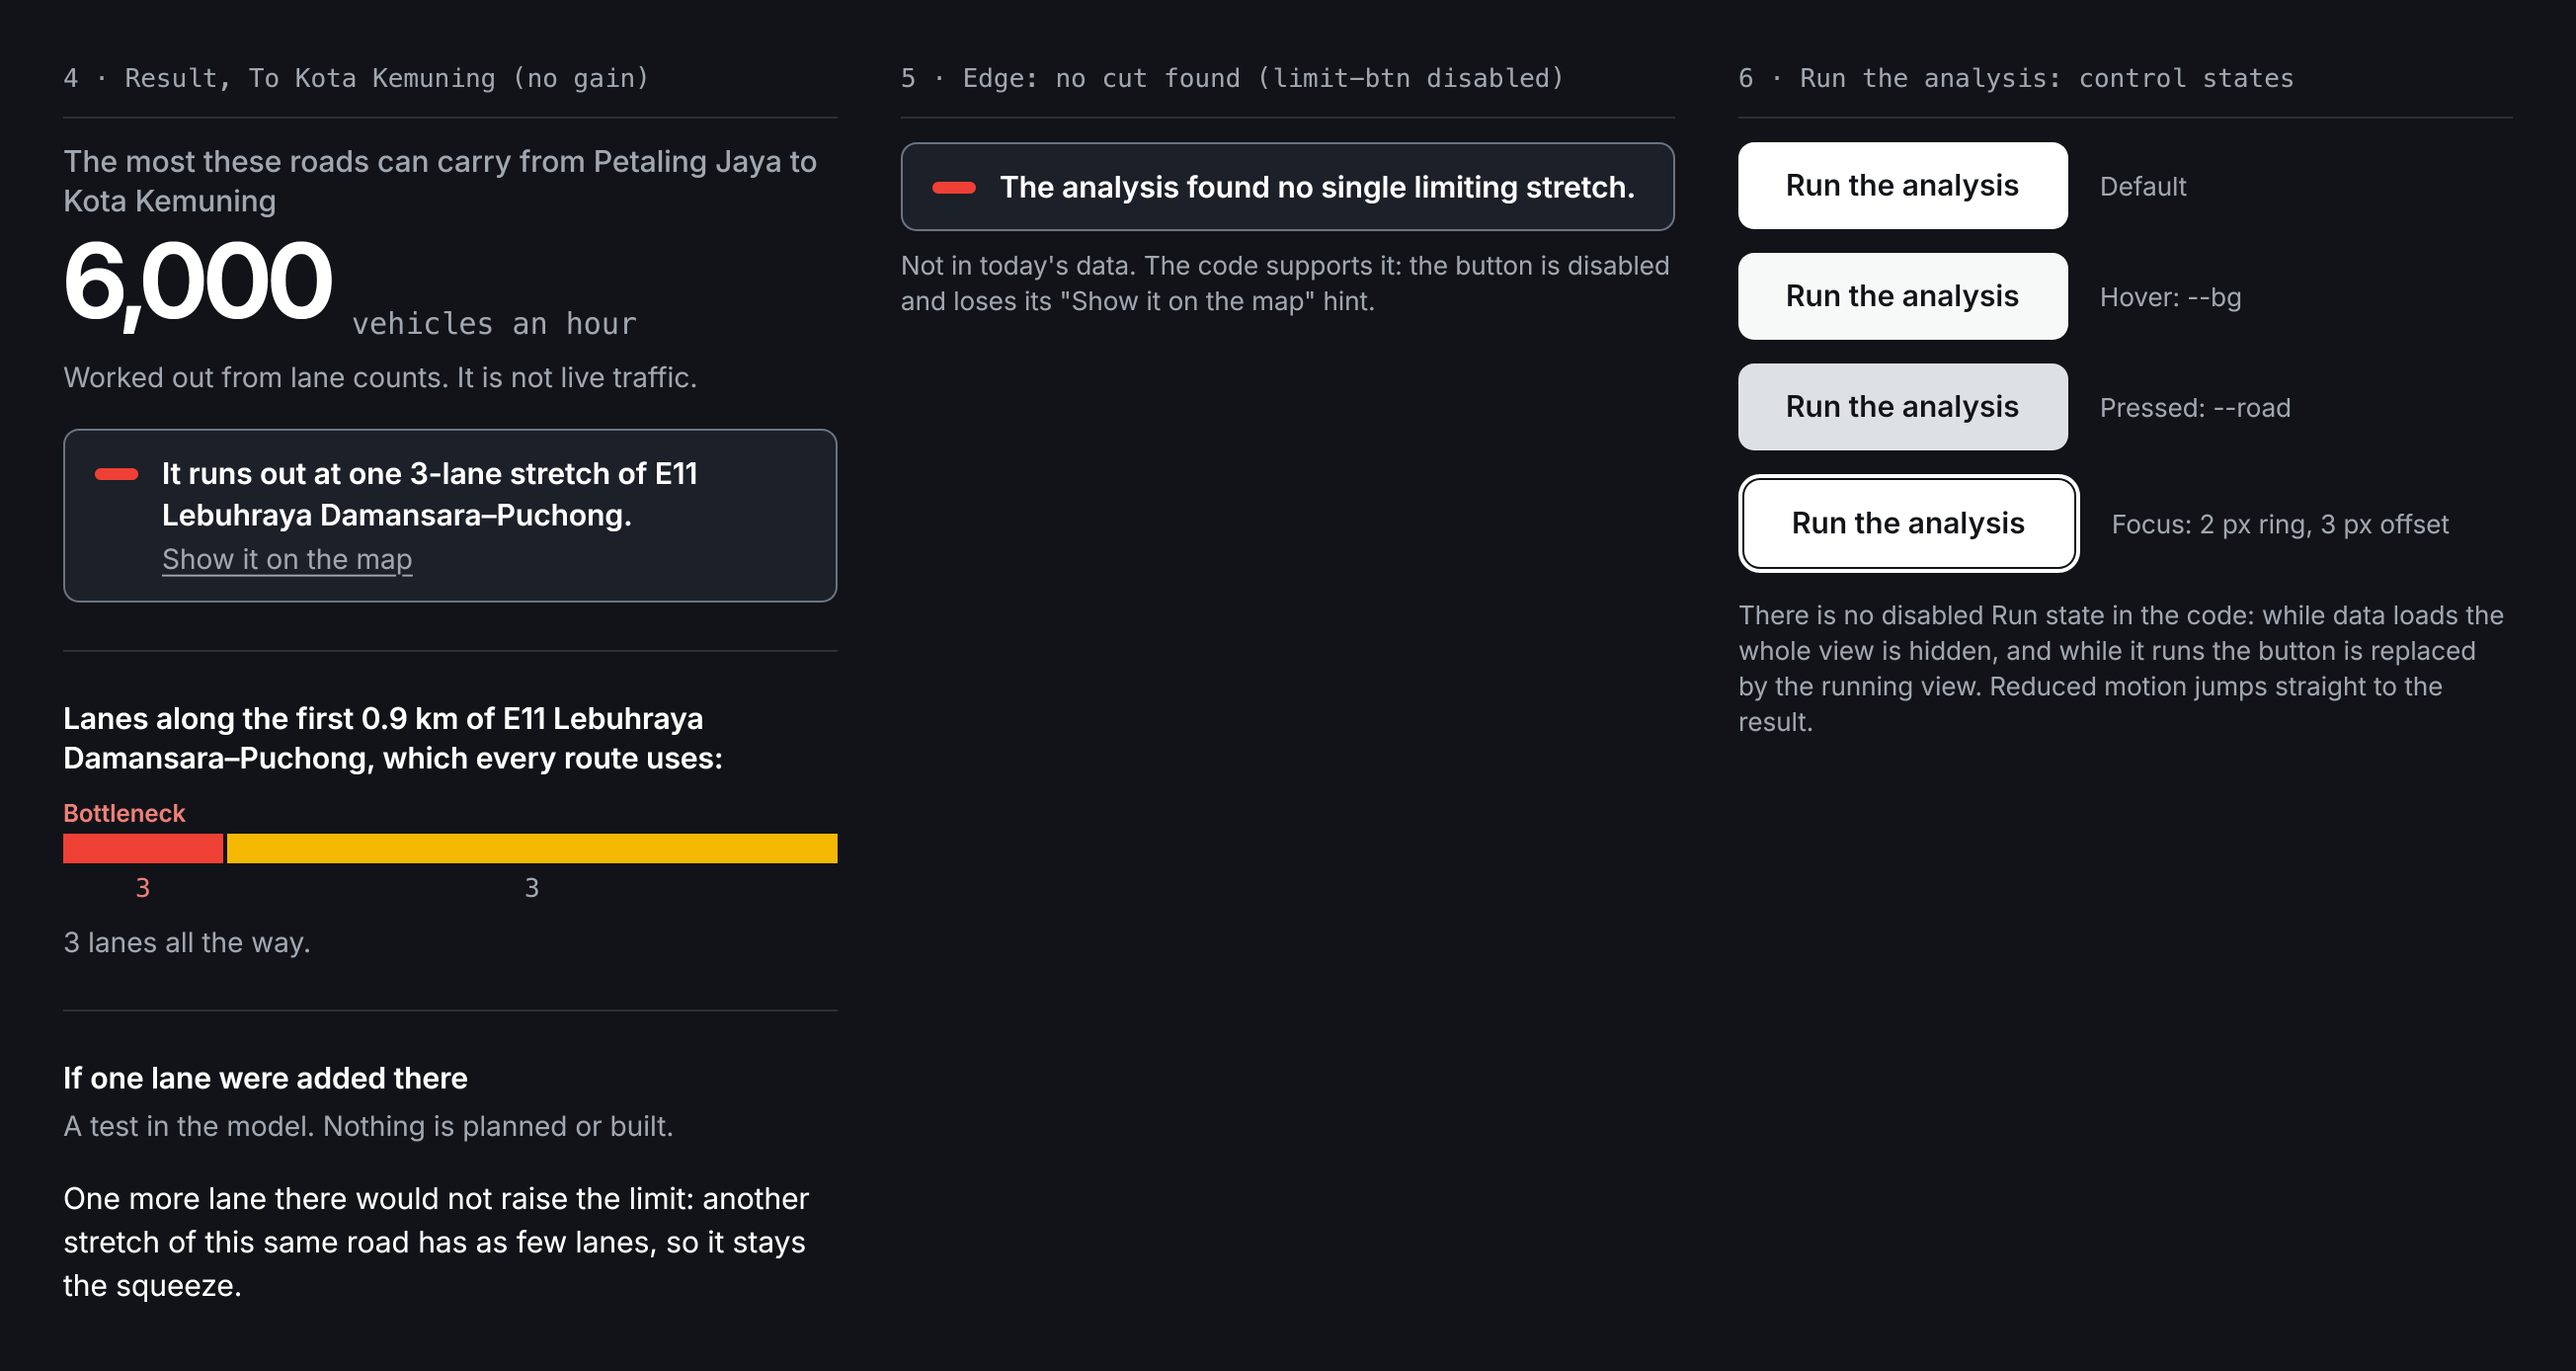 4 · Result, To Kota Kemuning (no gain)
The most these roads can carry from Petaling Jaya to
Kota Kemuning
6,000 vehicles an hour
Worked out from lane counts. It is not live traffic.
It runs out at one 3-lane stretch of E11
Lebuhraya Damansara–Puchong.
Show it on the map
Lanes along the first 0.9 km of E11 Lebuhraya
Damansara–Puchong, which every route uses:
Bottleneck
3 3
3 lanes all the way.
If one lane were added there
A test in the model. Nothing is planned or built.
One more lane there would not raise the limit: another
stretch of this same road has as few lanes, so it stays
the squeeze.
5 · Edge: no cut found (limit-btn disabled)
The analysis found no single limiting stretch.
Not in today's data. The code supports it: the button is disabled
and loses its "Show it on the map" hint.
6 · Run the analysis: control states
Run the analysis Default
Run the analysis Hover: --bg
Run the analysis Pressed: --road
Run the analysis Focus: 2 px ring, 3 px offset
There is no disabled Run state in the code: while data loads the
whole view is hidden, and while it runs the button is replaced
by the running view. Reduced motion jumps straight to the
result.